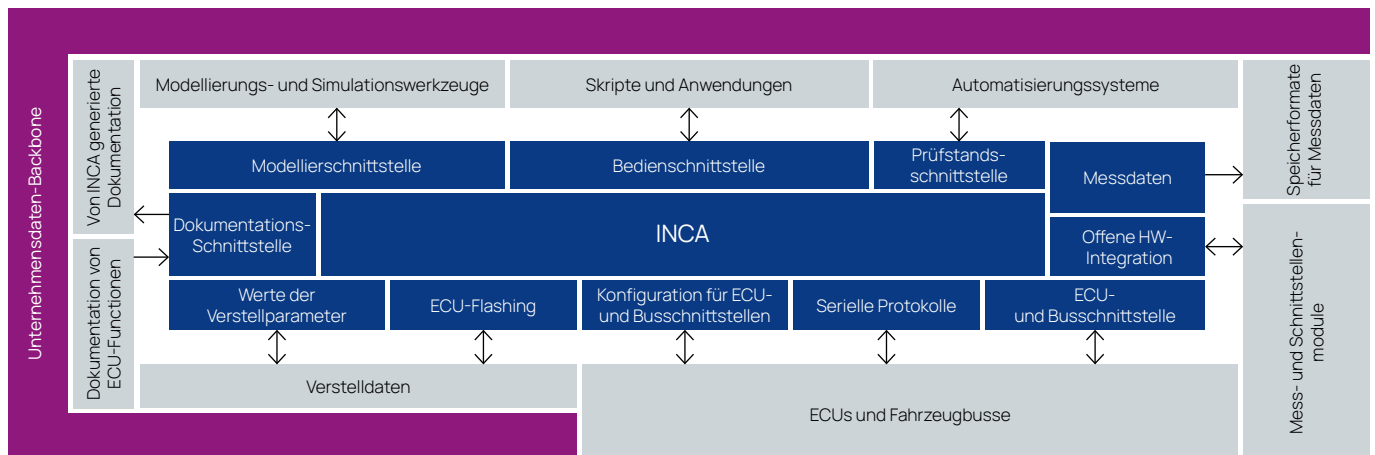 Unternehmensdaten-Backbone
Von INCA generierte
Dokumentation
Dokumentation von
ECU-Functionen
Modellierungs- und Simulationswerkzeuge
Skripte und Anwendungen
Automatisierungssysteme
Modellierschnittstelle
Bedienschnittstelle
Prüfstands-
schnittstelle
Messdaten
Dokumentations-
Schnittstelle
INCA
Offene HW-
Integration
Werte der
Verstellparameter
ECU-Flashing
Konfiguration für ECU-
und Busschnittstellen
Serielle Protokolle
ECU-
und Busschnittstelle
Verstelldaten
ECUs und Fahrzeugbusse
Speicherformate
für Messdaten
Mess- und Schnittstellen-
module